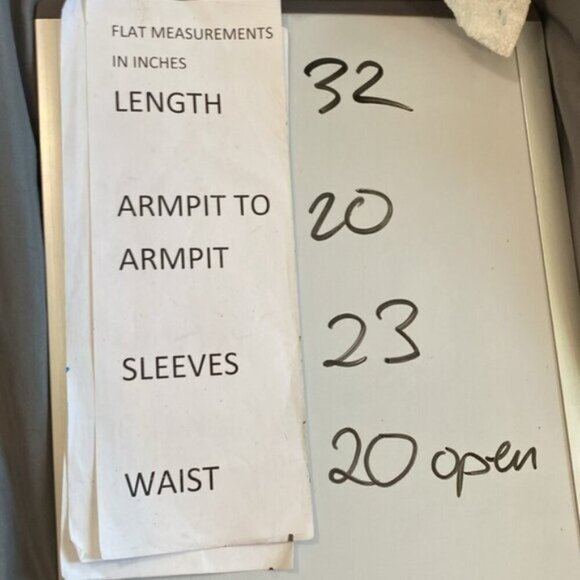 FLAT MEASUREMENTS
IN INCHES
LENGTH 32
ARMPIT TO 20
ARMPIT
SLEEVES 23
WAIST 20 open